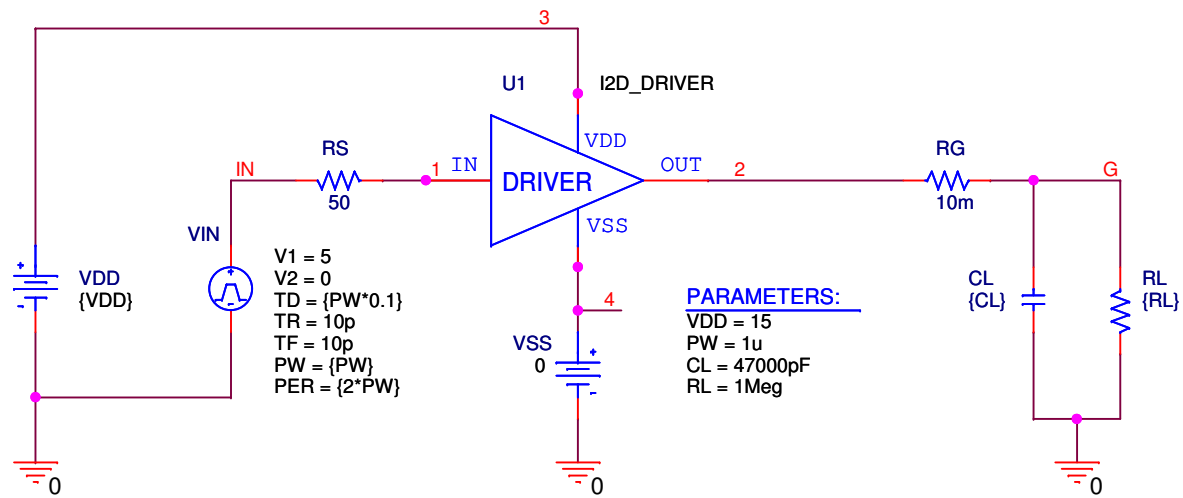 3
U1
I2D_DRIVER
VDD
RS
IN
1
IN
DRIVER
OUT
2
RG
G
50
10m
VSS
VIN
V1 = 5
V2 = 0
TD = {PW*0.1}
TR = 10p
TF = 10p
PW = {PW}
PER = {2*PW}
VDD
{VDD}
4
VSS
0
PARAMETERS:
VDD = 15
PW = 1u
CL = 47000pF
RL = 1Meg
CL
{CL}
RL
{RL}
0
0
0